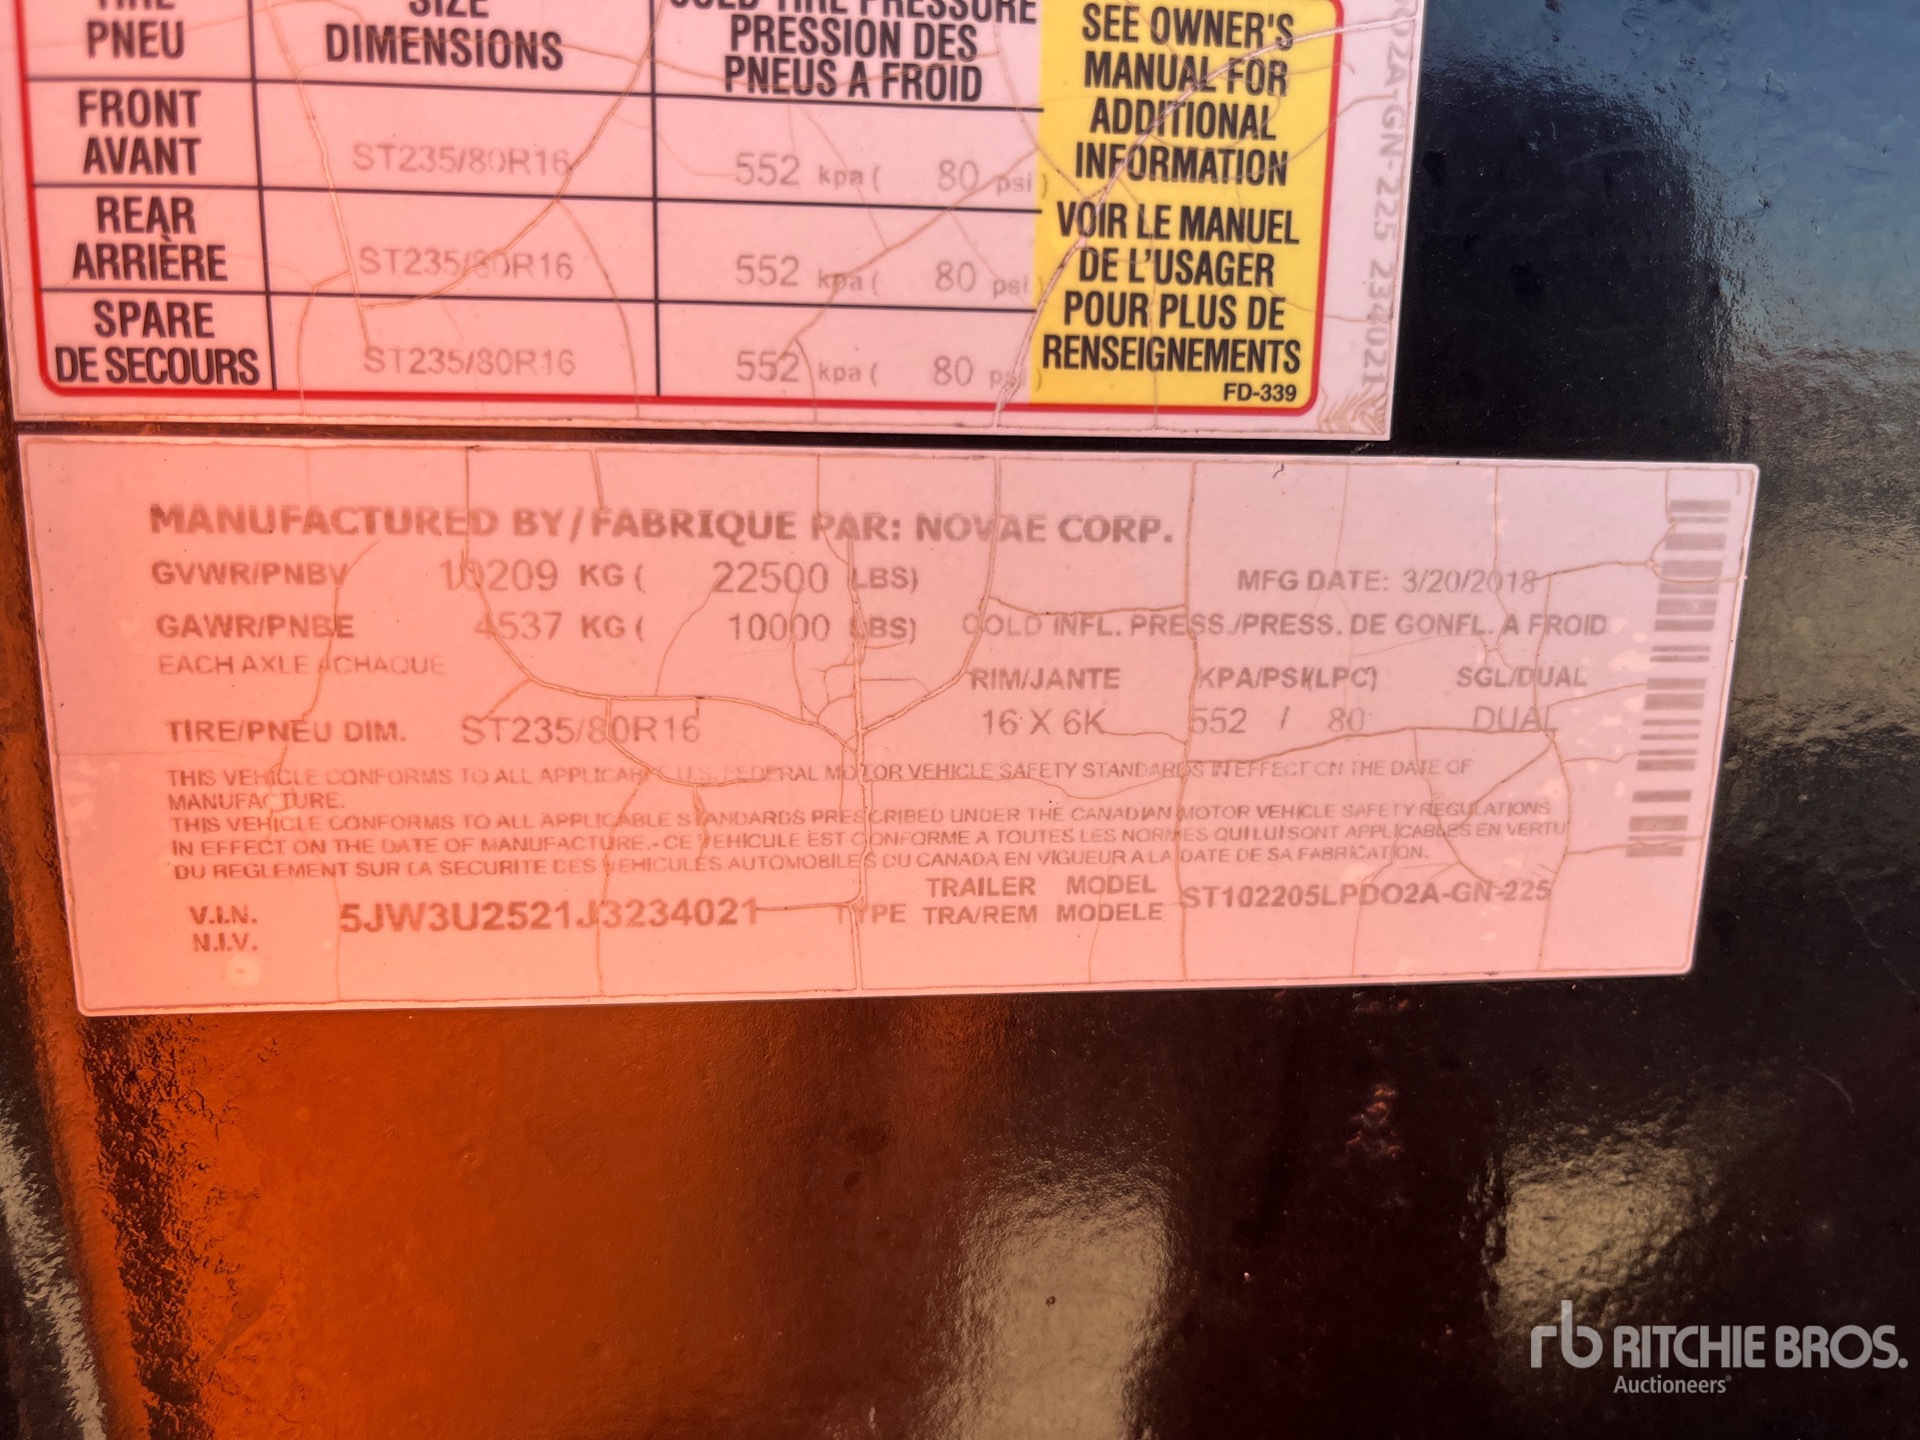 PNEU
DIMENSIONS
PRESSION DES
PNEUS A FROID
FRONT
AVANT
ST235/80R16
552 kpa ( 80 psi )
REAR
ARRIÈRE
ST235/80R16
552 kpa ( 80 psi
SPARE
DE SECOURS
ST235/80R16
552 kpa ( 80 psi )
SEE OWNER'S
MANUAL FOR
ADDITIONAL
INFORMATION
VOIR LE MANUEL
DE L'USAGER
POUR PLUS DE
RENSEIGNEMENTS
FD-339
O2A-GN-225 234021
MANUFACTURED BY/FABRIQUE PAR: NOVAE CORP.
GVWR/PNBV 10209 KG ( 22500 LBS) MFG DATE: 3/20/2018
GAWR/PNBE 4537 KG ( 10000 LBS) COLD INFL. PRESS./PRESS. DE GONFL. A FROID
EACH AXLE /CHAQUE RIM/JANTE KPA/PSI(LPC) SGL/DUAL
TIRE/PNEU DIM. ST235/80R16 16 X 6K 552 / 80 DUAL
THIS VEHICLE CONFORMS TO ALL APPLICABLE U.S. FEDERAL MOTOR VEHICLE SAFETY STANDARDS IN EFFECT ON THE DATE OF
MANUFACTURE.
THIS VEHICLE CONFORMS TO ALL APPLICABLE STANDARDS PRESCRIBED UNDER THE CANADIAN MOTOR VEHICLE SAFETY REGULATIONS
IN EFFECT ON THE DATE OF MANUFACTURE.- CE VEHICULE EST CONFORME A TOUTES LES NORMES QUI LUI SONT APPLICABLES EN VERTU
DU REGLEMENT SUR LA SECURITE DES VEHICULES AUTOMOBILES DU CANADA EN VIGUEUR A LA DATE DE SA FABRICATION.
V.I.N. 5JW3U2521J3234021 TYPE TRAILER MODEL ST102205LPDO2A-GN-225
N.I.V. TRA/REM MODELE
rb RITCHIE BROS.
Auctioneers